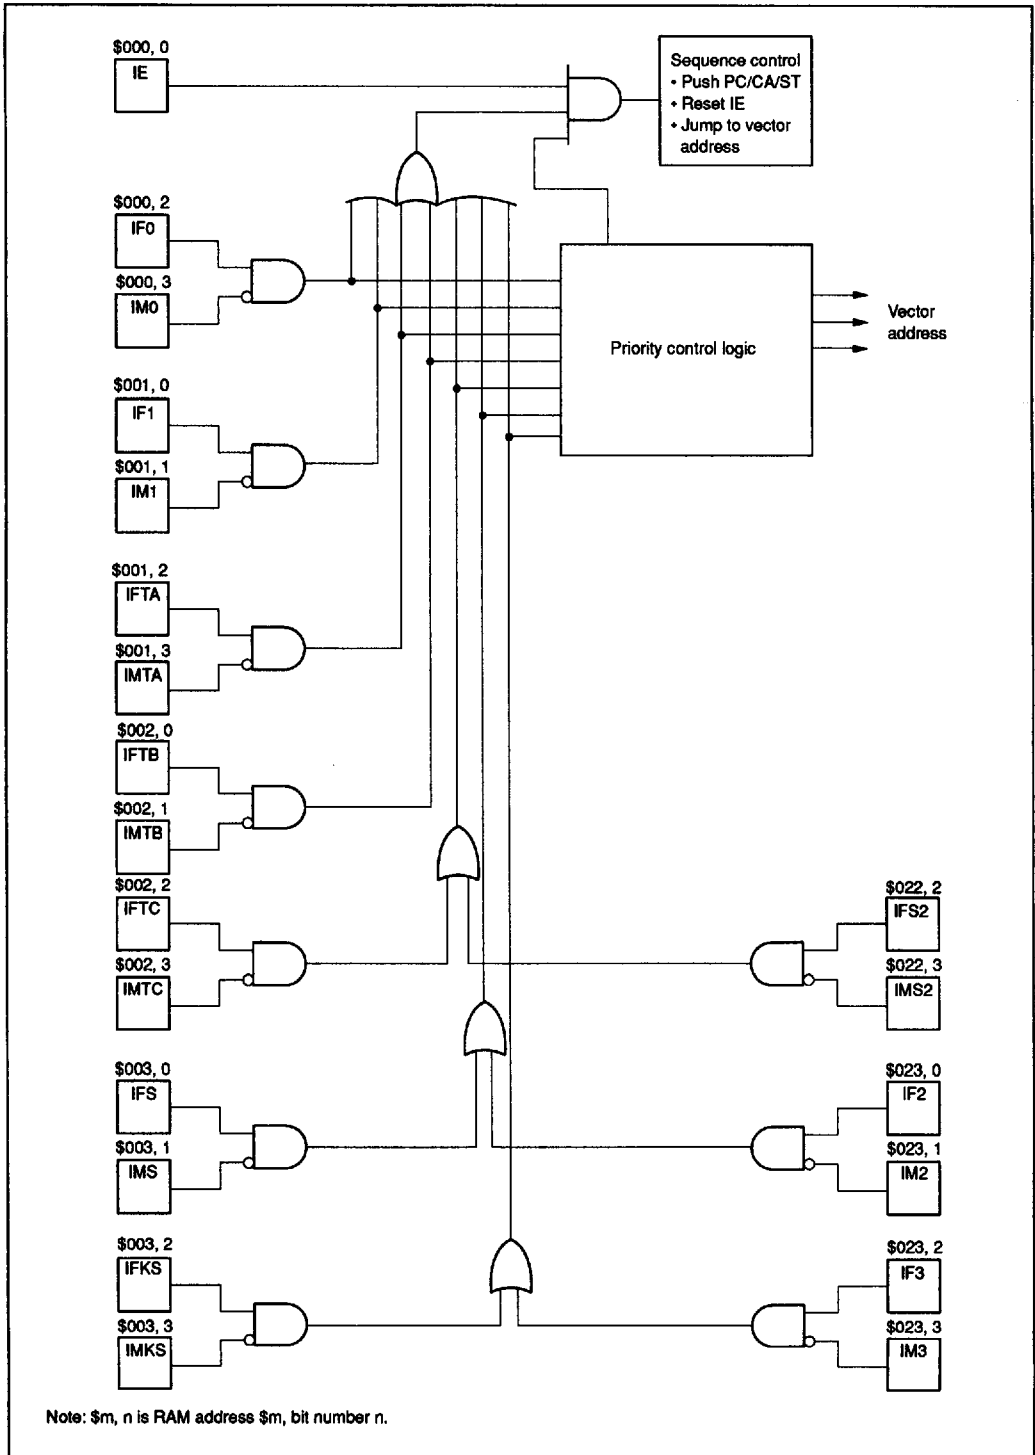 $000, 0
IE
Sequence control
• Push PC/CA/ST
• Reset IE
• Jump to vector
address
$000, 2
IF0
$000, 3
IM0
Priority control logic
Vector
address
$001, 0
IF1
$001, 1
IM1
$001, 2
IFTA
$001, 3
IMTA
$002, 0
IFTB
$002, 1
IMTB
$002, 2
IFTC
$002, 3
IMTC
$022, 2
IFS2
$022, 3
IMS2
$003, 0
IFS
$003, 1
IMS
$023, 0
IF2
$023, 1
IM2
$003, 2
IFKS
$003, 3
IMKS
$023, 2
IF3
$023, 3
IM3
Note: $m, n is RAM address $m, bit number n.